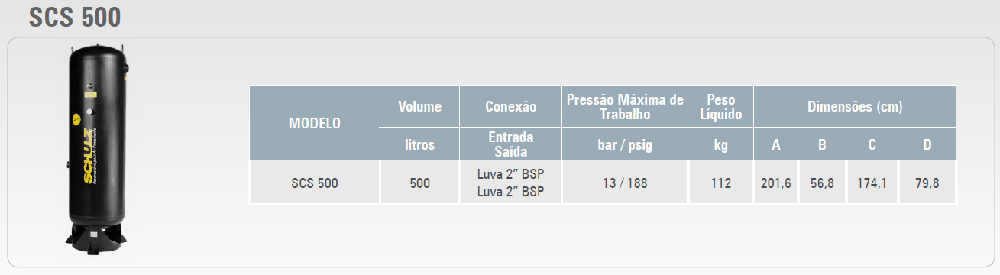 SCS 500
SCHULZ
MODELO
Volume
Conexão
Pressão Máxima de
Trabalho
Peso
Líquido
Dimensões (cm)
litros
Entrada
Saída
bar / psig
kg
A
B
C
D
SCS 500
500
Luva 2” BSP
Luva 2” BSP
13 / 188
112
201,6
56,8
174,1
79,8